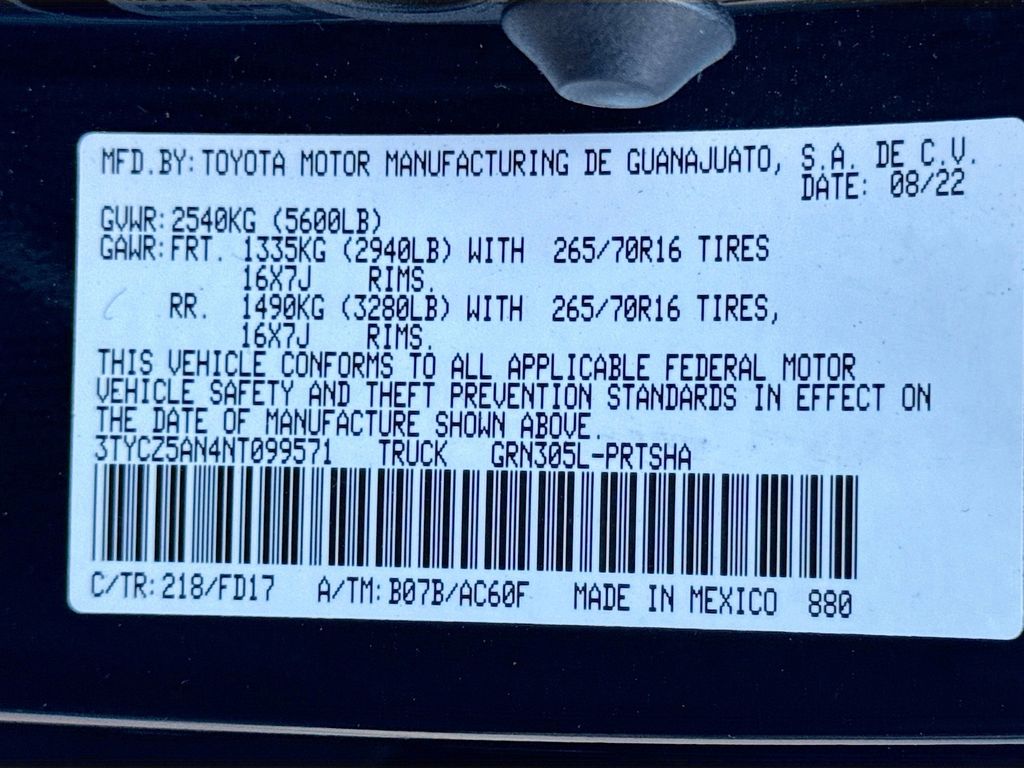 MFD.BY: TOYOTA MOTOR MANUFACTURING DE GUANAJUATO, S.A. DE C.V.
DATE: 08/22
GVWR: 2540KG (5600LB)
GAWR: FRT. 1335KG (2940LB) WITH 265/70R16 TIRES
16X7J RIMS.
RR. 1490KG (3280LB) WITH 265/70R16 TIRES,
16X7J RIMS.
THIS VEHICLE CONFORMS TO ALL APPLICABLE FEDERAL MOTOR
VEHICLE SAFETY AND THEFT PREVENTION STANDARDS IN EFFECT ON
THE DATE OF MANUFACTURE SHOWN ABOVE.
3TYCZ5AN4NT099571 TRUCK GRN305L-PRTSHA
C/TR: 218/FD17 A/TM: B07B/AC60F MADE IN MEXICO 880